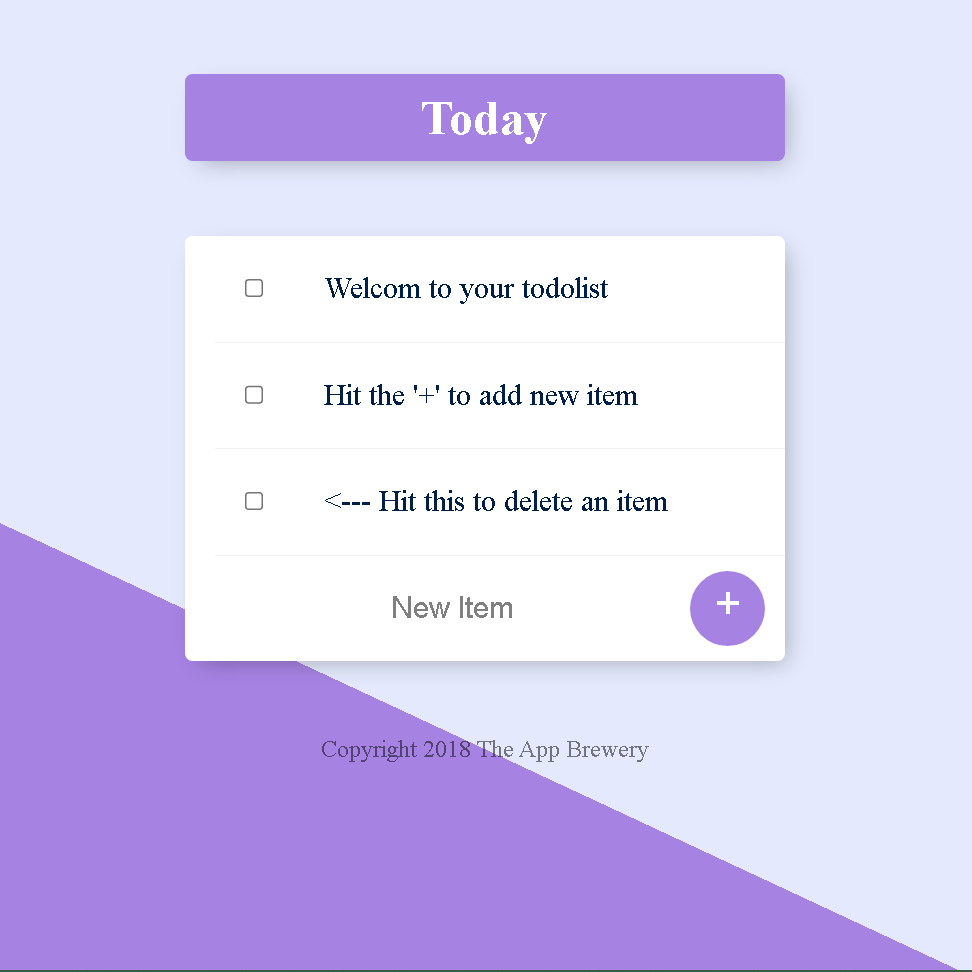 Today
Welcom to your todolist
Hit the '+' to add new item
<--- Hit this to delete an item
New Item +
Copyright 2018 The App Brewery